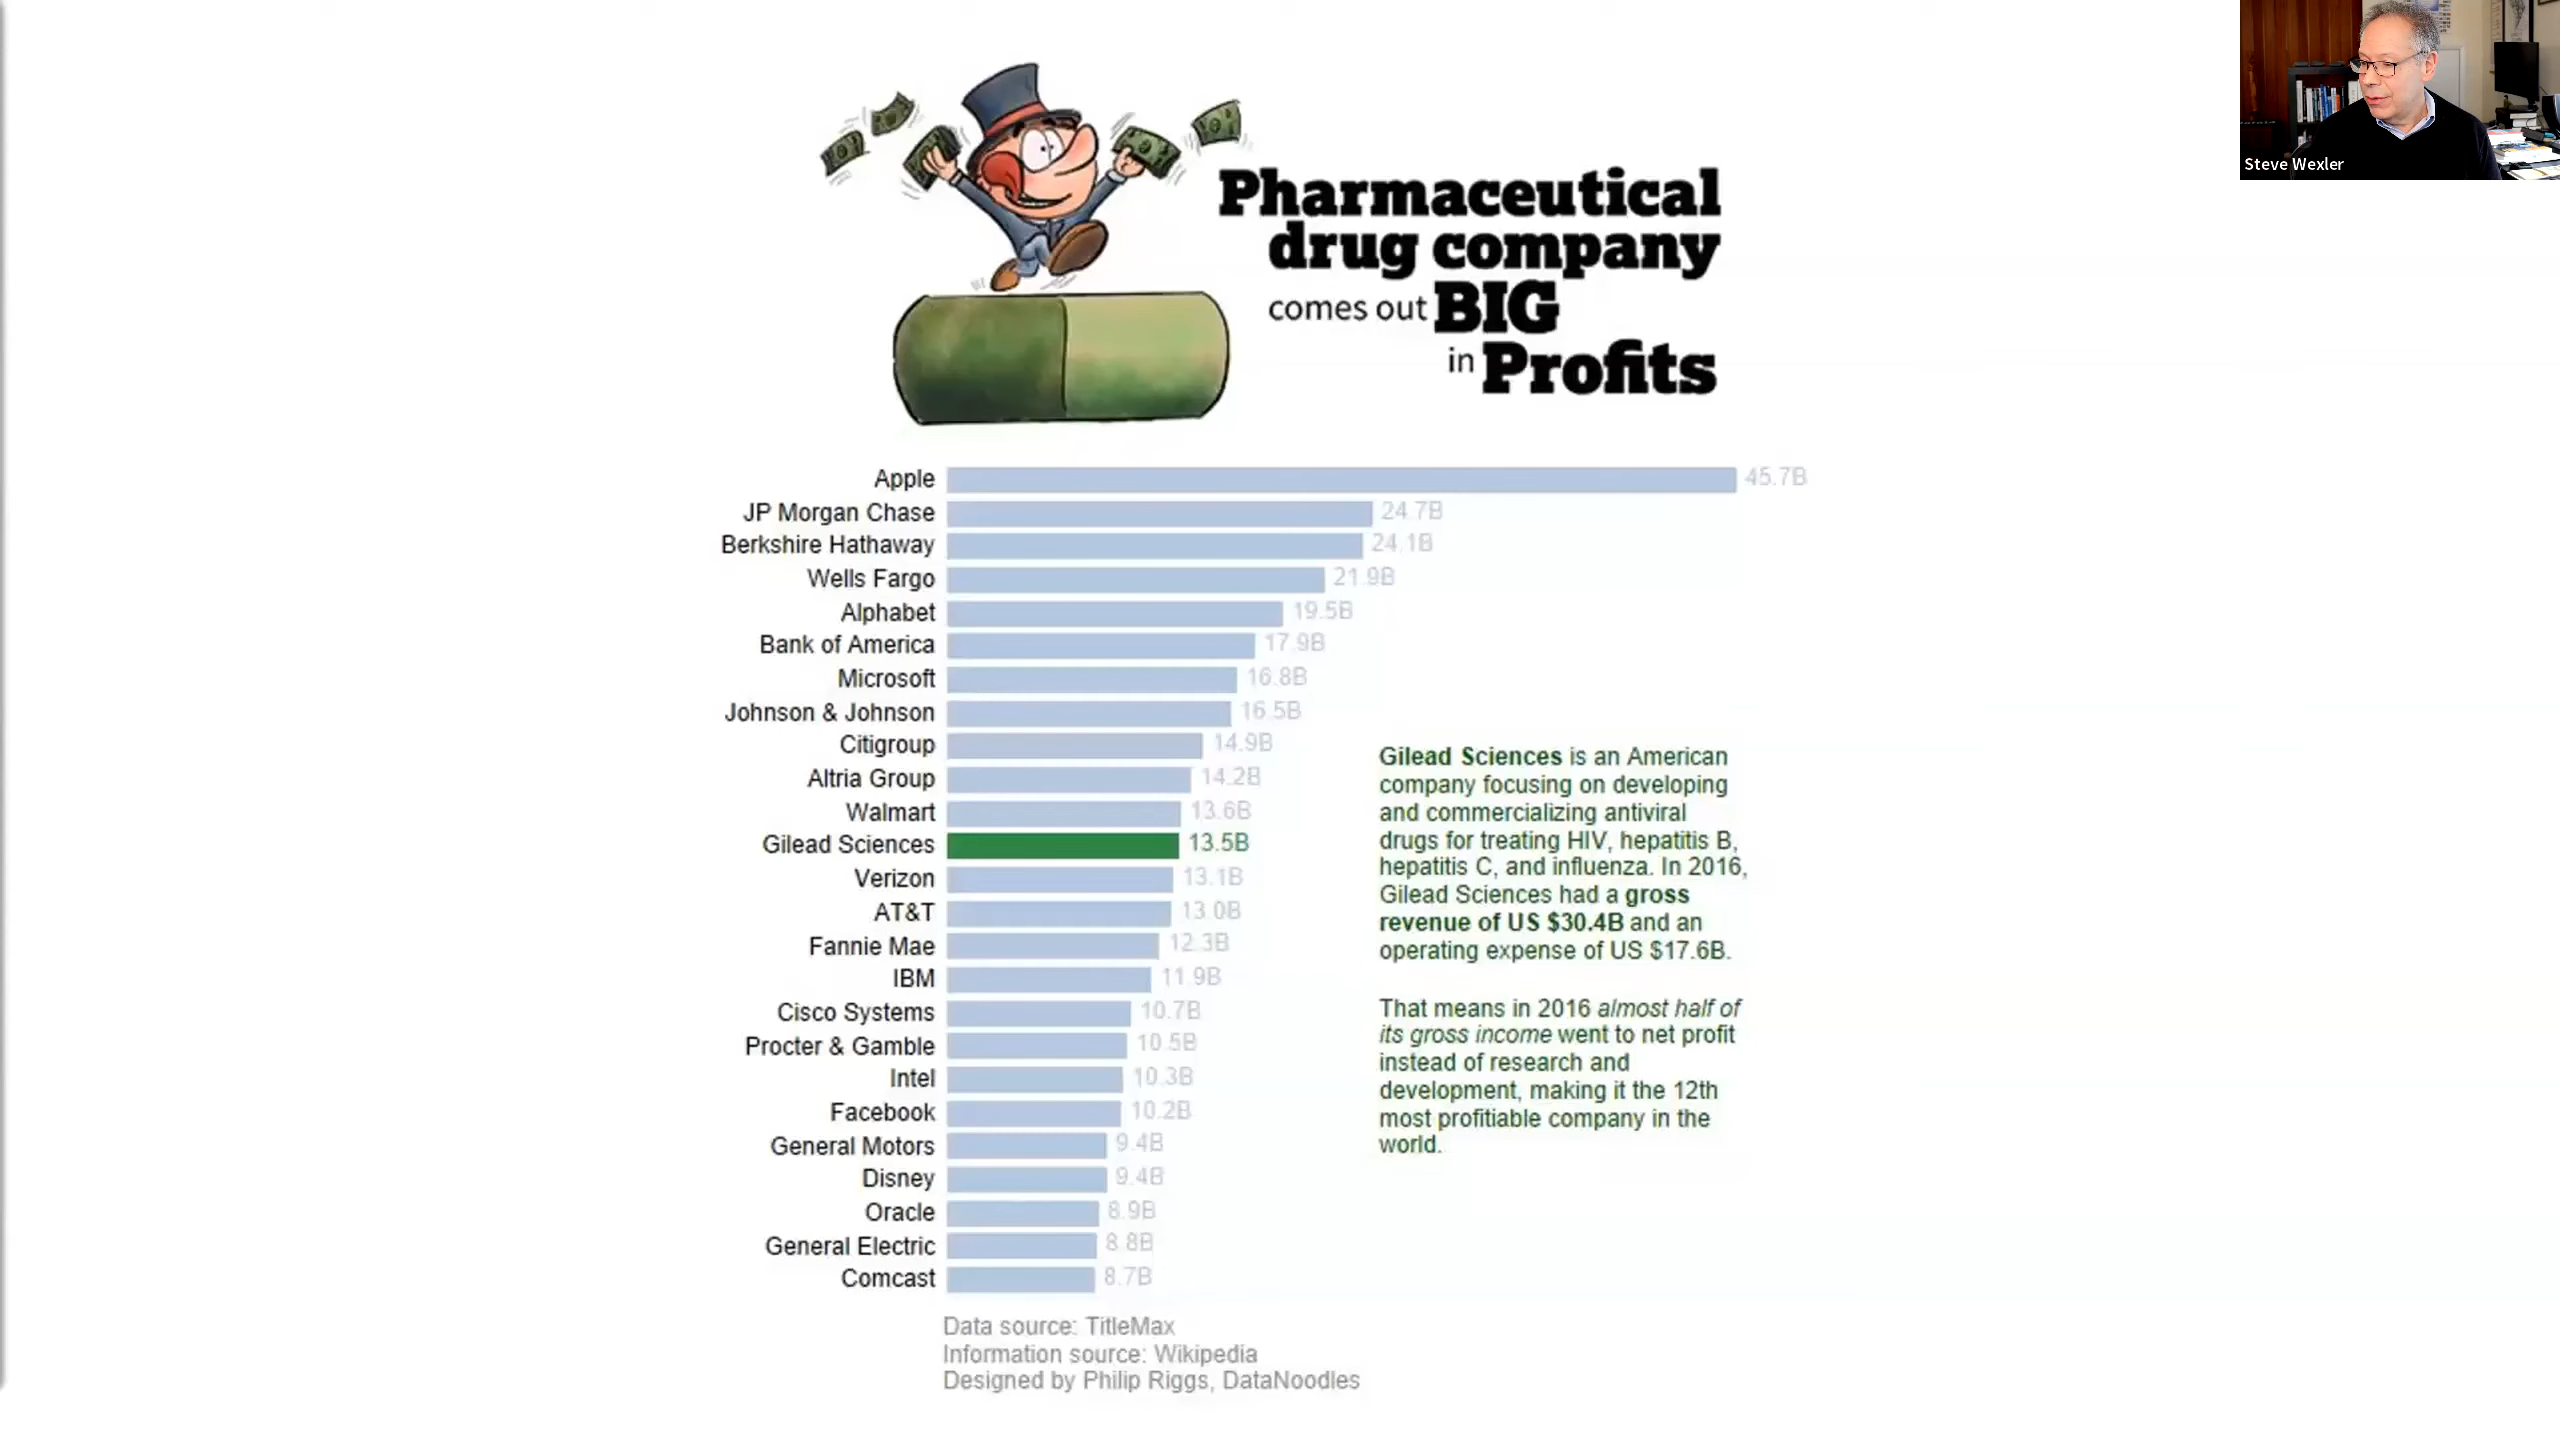 Steve Wexler
Pharmaceutical
drug company
comes out BIG
in Profits
Apple 45.7B
JP Morgan Chase 24.7B
Berkshire Hathaway 24.1B
Wells Fargo 21.9B
Alphabet 19.5B
Bank of America 17.9B
Microsoft 16.8B
Johnson & Johnson 16.5B
Citigroup 14.9B
Altria Group 14.2B
Walmart 13.6B
Gilead Sciences 13.5B
Verizon 13.1B
AT&T 13.0B
Fannie Mae 12.3B
IBM 11.9B
Cisco Systems 10.7B
Procter & Gamble 10.5B
Intel 10.3B
Facebook 10.2B
General Motors 9.4B
Disney 9.4B
Oracle 8.9B
General Electric 8.8B
Comcast 8.7B
Gilead Sciences is an American
company focusing on developing
and commercializing antiviral
drugs for treating HIV, hepatitis B,
hepatitis C, and influenza. In 2016,
Gilead Sciences had a gross
revenue of US $30.4B and an
operating expense of US $17.6B.
That means in 2016 almost half of
its gross income went to net profit
instead of research and
development, making it the 12th
most profitiable company in the
world.
Data source: TitleMax
Information source: Wikipedia
Designed by Philip Riggs, DataNoodles